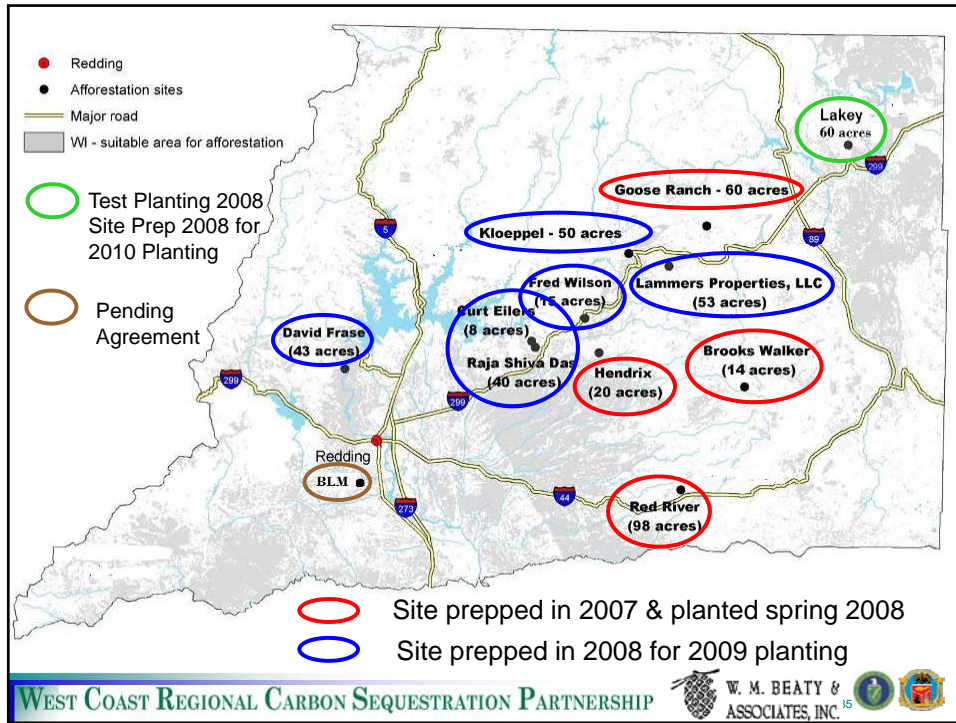 Redding
Afforestation sites
Major road
WI - suitable area for afforestation
Test Planting 2008
Site Prep 2008 for
2010 Planting
Pending
Agreement
Lakey
60 acres
299
Goose Ranch - 60 acres
5
Kloeppel - 50 acres
89
Fred Wilson
(15 acres)
Lammers Properties, LLC
(53 acres)
Curt Eilers
(8 acres)
David Frase
(43 acres)
Raja Shiva Das
(40 acres)
Brooks Walker
(14 acres)
Hendrix
(20 acres)
299
299
Redding
BLM
44
273
Red River
(98 acres)
Site prepped in 2007 & planted spring 2008
Site prepped in 2008 for 2009 planting
WEST COAST REGIONAL CARBON SEQUESTRATION PARTNERSHIP
W. M. BEATY &
ASSOCIATES, INC.
35